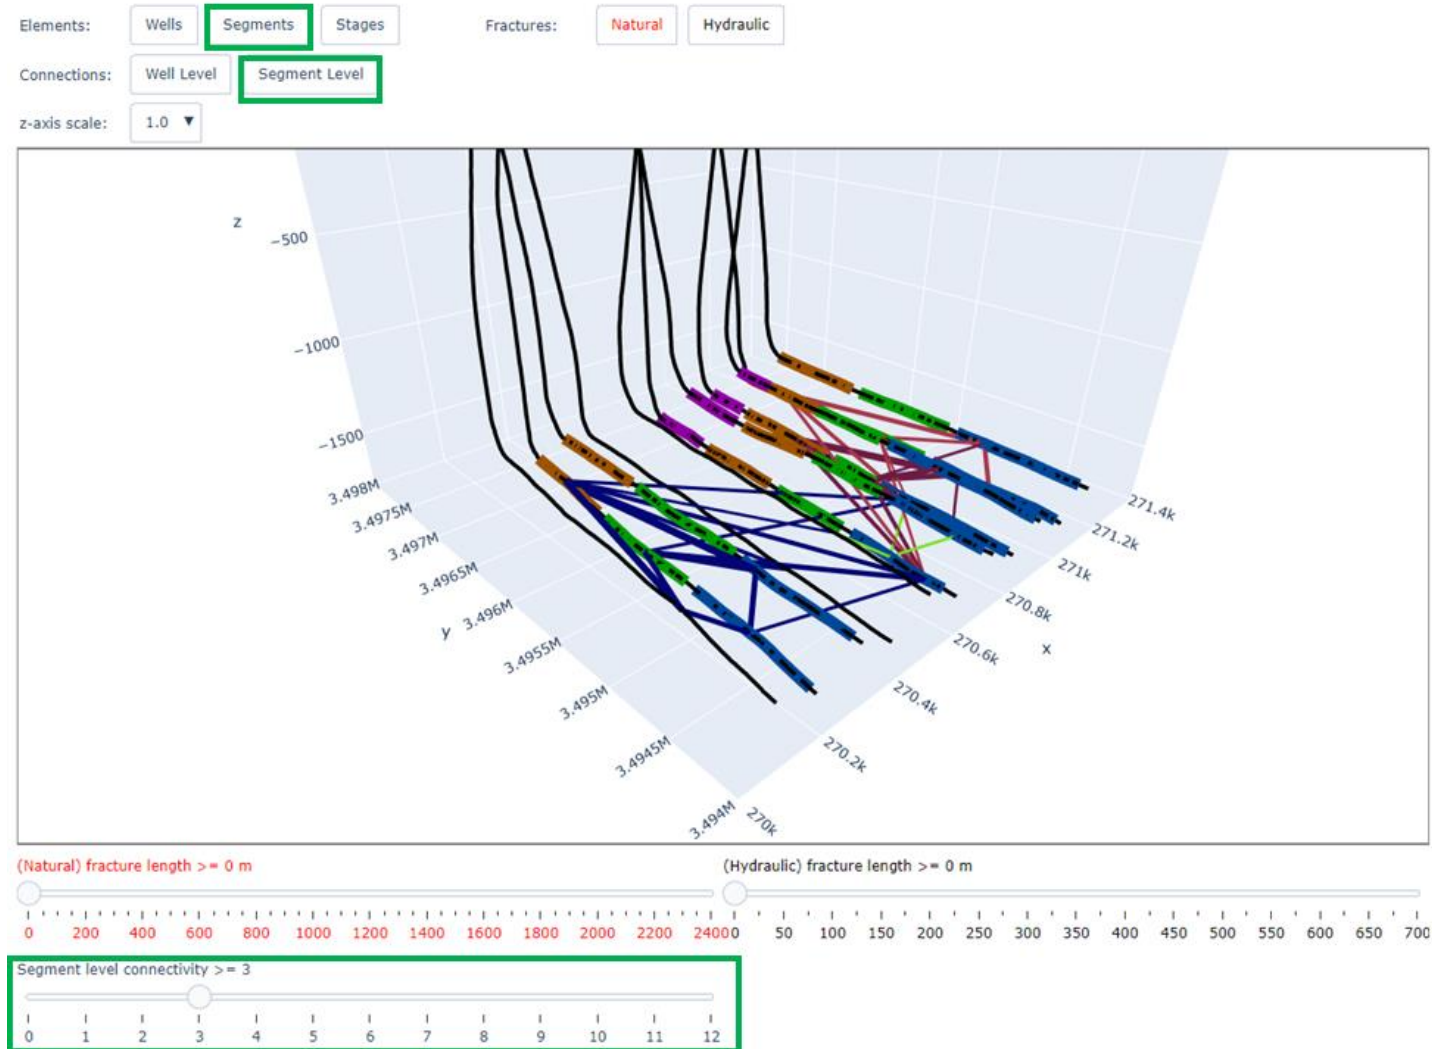 Elements: Wells Segments Stages Fractures: Natural Hydraulic
Connections: Well Level Segment Level
z-axis scale: 1.0 ▼
z
−500
−1000
−1500
3.498M
3.4975M
3.497M
3.4965M
y 3.496M
3.4955M
3.495M
3.4945M
3.494M
270k
270.2k
270.4k
270.6k
x
270.8k
271k
271.2k
271.4k
(Natural) fracture length >= 0 m (Hydraulic) fracture length >= 0 m
0 200 400 600 800 1000 1200 1400 1600 1800 2000 2200 2400 0 50 100 150 200 250 300 350 400 450 500 550 600 650 700
Segment level connectivity >= 3
0 1 2 3 4 5 6 7 8 9 10 11 12